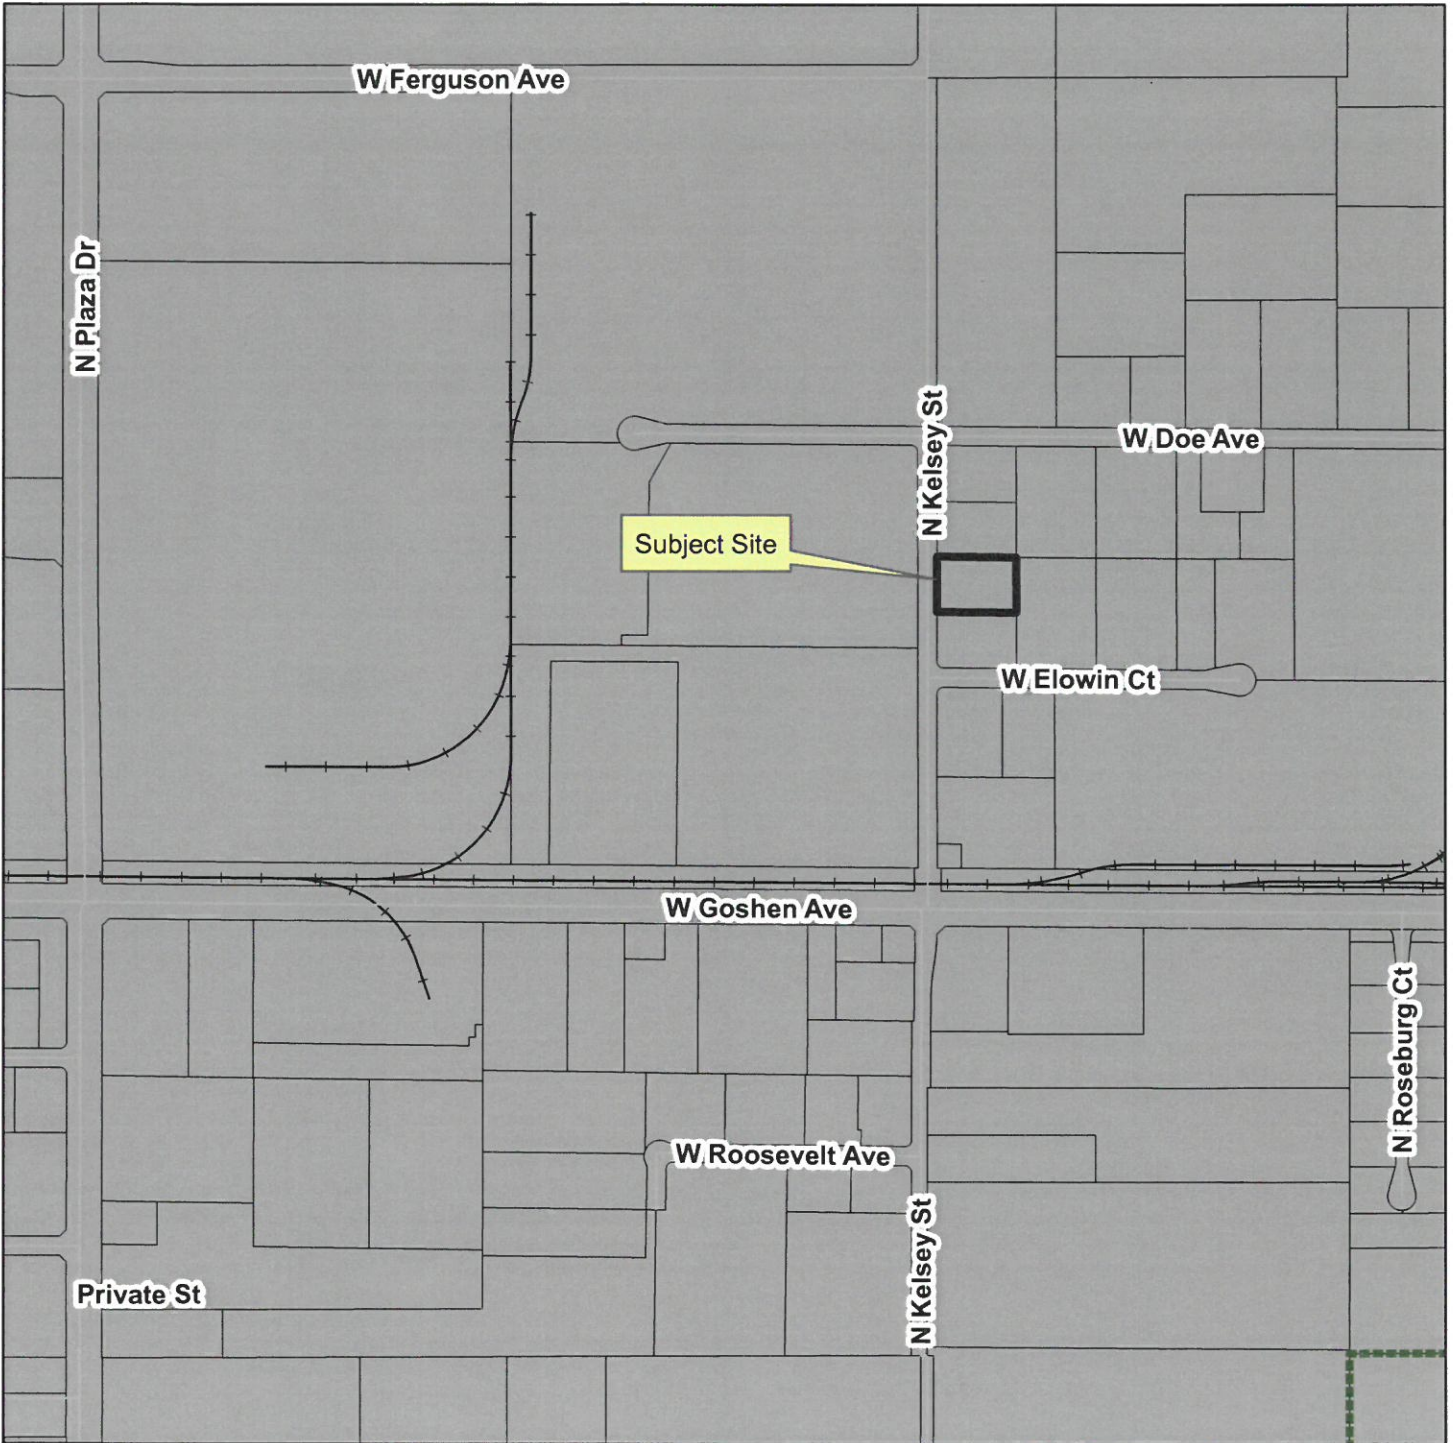 W Ferguson Ave
N Plaza Dr
N Kelsey St
W Doe Ave
Subject Site
W Elowin Ct
W Goshen Ave
N Roseburg Ct
W Roosevelt Ave
N Kelsey St
Private St